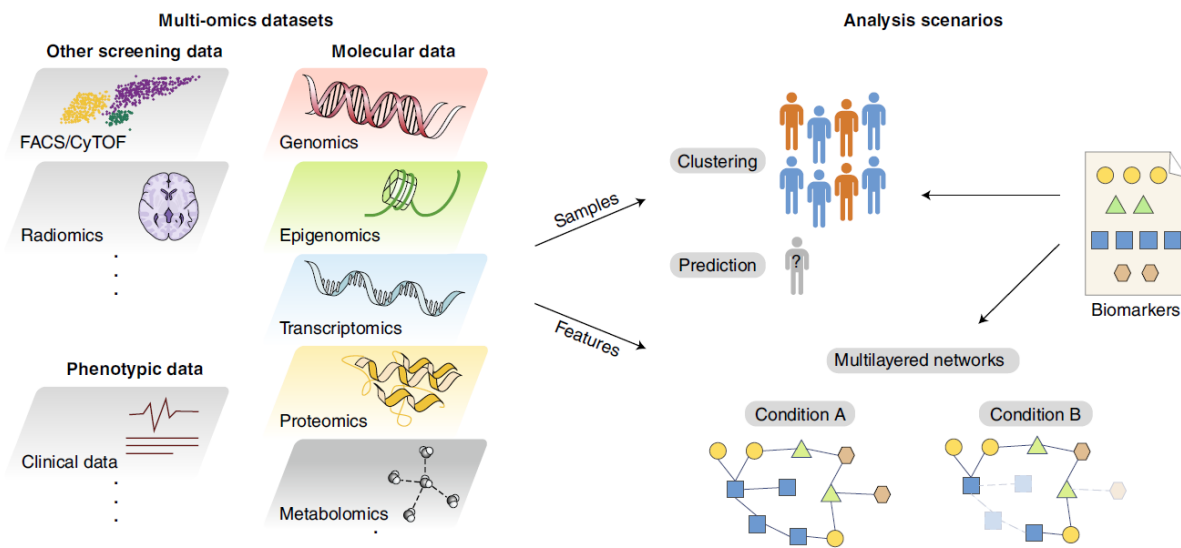 Multi-omics datasets
Analysis scenarios
Other screening data
Molecular data
FACS/CyTOF
Genomics
Radiomics
Epigenomics
Transcriptomics
Phenotypic data
Proteomics
Clinical data
Metabolomics
Samples
Features
Clustering
Prediction
?
Biomarkers
Multilayered networks
Condition A
Condition B